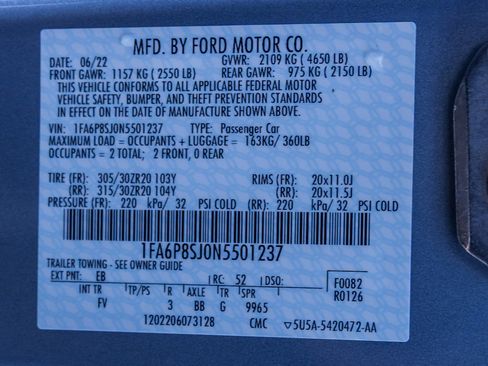 MFD. BY FORD MOTOR CO.
DATE: 06/22 GVWR: 2109 KG ( 4650 LB)
FRONT GAWR: 1157 KG ( 2550 LB) REAR GAWR: 975 KG ( 2150 LB)
THIS VEHICLE CONFORMS TO ALL APPLICABLE FEDERAL MOTOR
VEHICLE SAFETY, BUMPER, AND THEFT PREVENTION STANDARDS
IN EFFECT ON THE DATE OF MANUFACTURE SHOWN ABOVE.
VIN: 1FA6P8SJ0N5501237 TYPE: Passenger Car
MAXIMUM LOAD = OCCUPANTS + LUGGAGE = 163KG/ 360LB
OCCUPANTS = 2 TOTAL; 2 FRONT, 0 REAR
TIRE (FR): 305/30ZR20 103Y RIMS (FR): 20x11.0J
(RR): 315/30ZR20 104Y (RR): 20x11.5J
PRESSURE (FR): 220 kPa/ 32 PSI COLD (RR): 220 kPa/ 32 PSI COLD
1FA6P8SJ0N5501237
TRAILER TOWING - SEE OWNER GUIDE
EXT PNT: EB RC: 52 DSO: F0082
INT TR TP/PS R AXLE TR SPR R0126
FV 3 BB G 9965
1202206073128 CMC ▽5U5A-5420472-AA